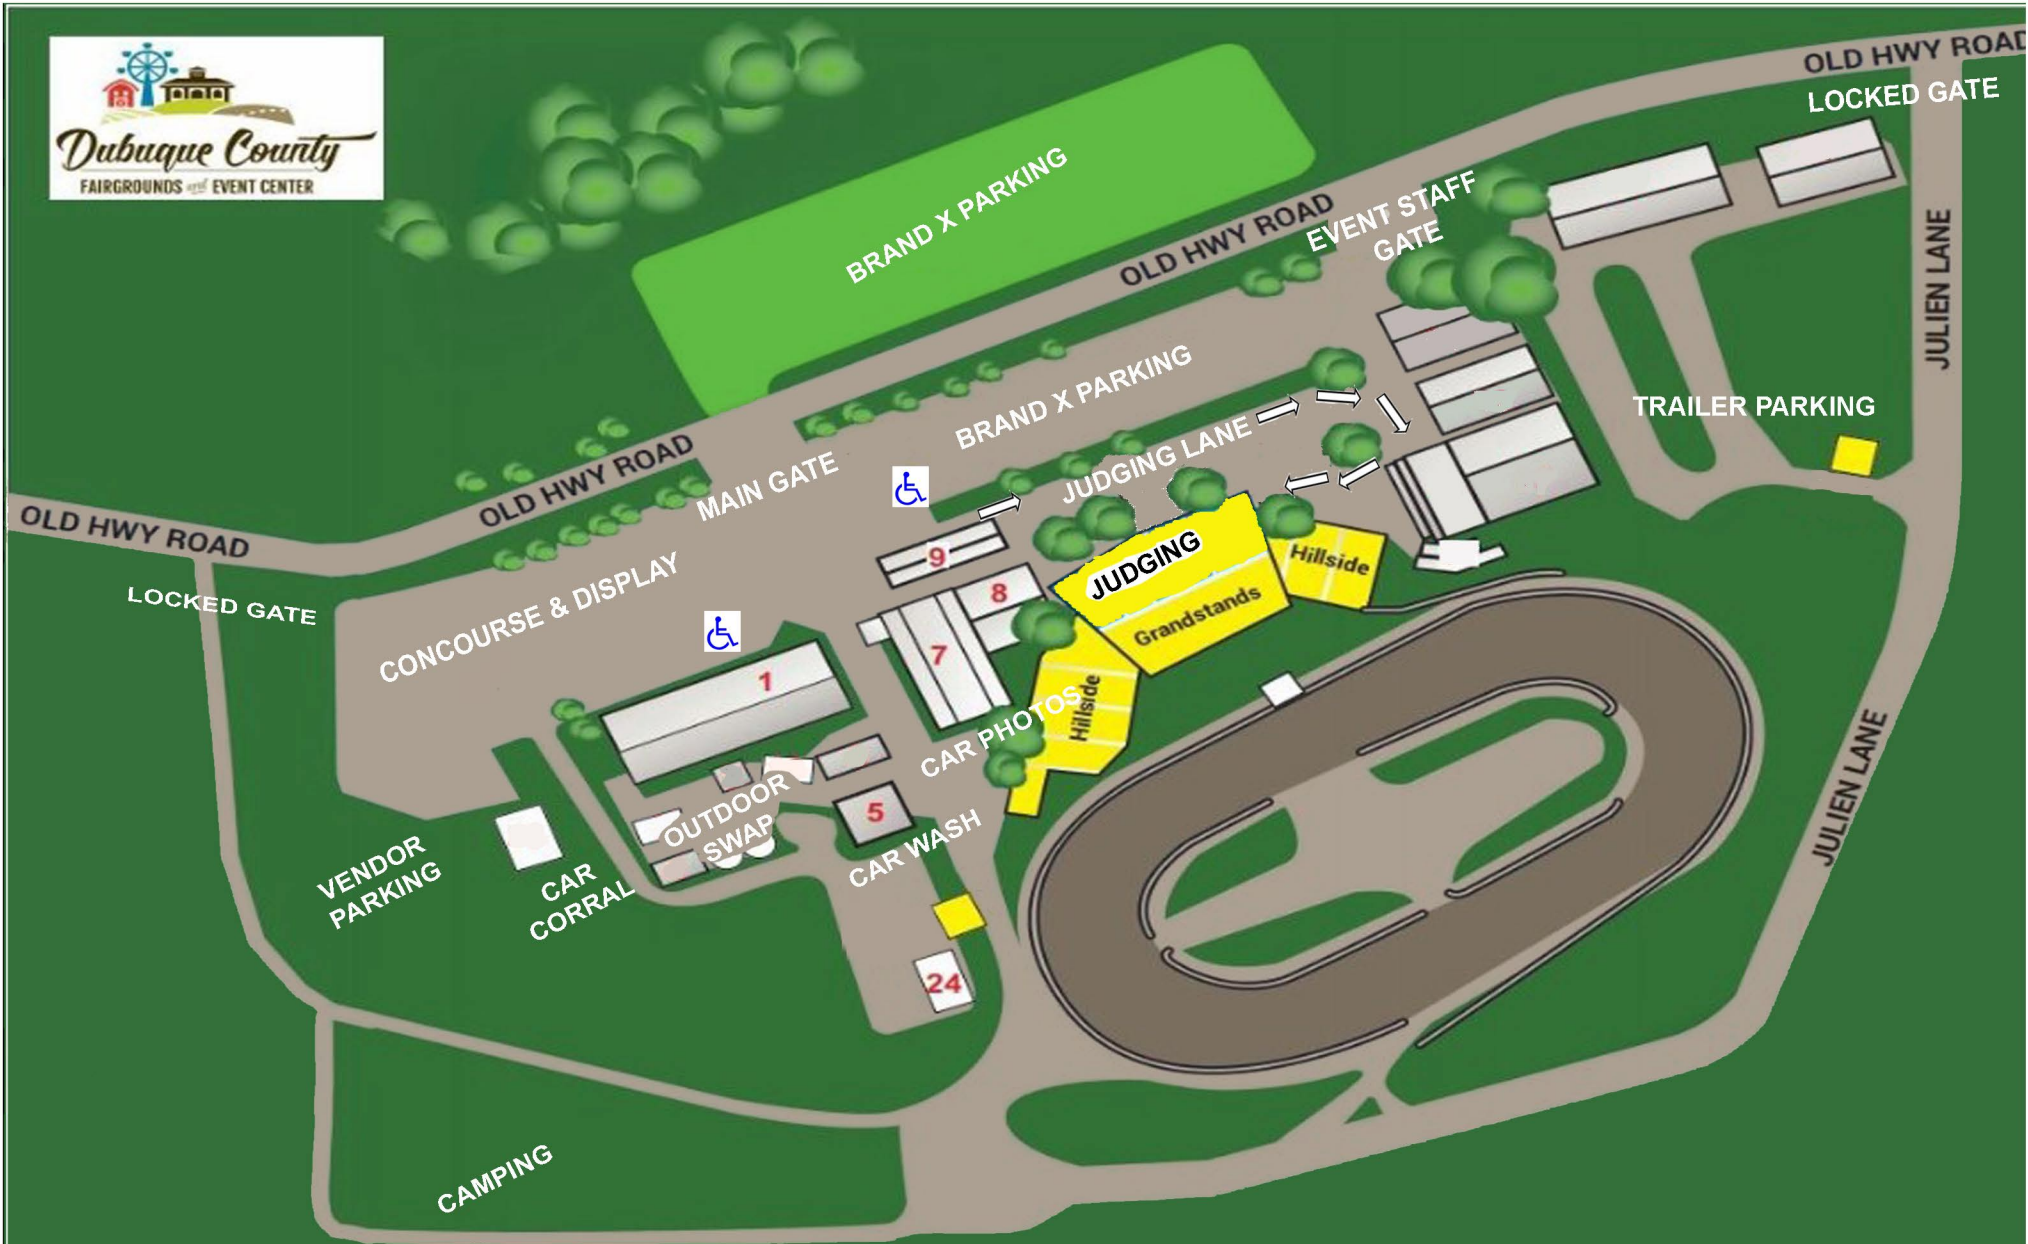 Dubuque County
FAIRGROUNDS and EVENT CENTER
OLD HWY ROAD
LOCKED GATE
BRAND X PARKING
OLD HWY ROAD
EVENT STAFF
GATE
JULIEN LANE
BRAND X PARKING
TRAILER PARKING
JUDGING LANE
OLD HWY ROAD
MAIN GATE
OLD HWY ROAD
LOCKED GATE
CONCOURSE & DISPLAY
9
8
7
1
JUDGING
Grandstands
Hillside
Hillside
CAR PHOTOS
OUTDOOR
SWAP
5
CAR WASH
VENDOR
PARKING
CAR
CORRAL
24
JULIEN LANE
CAMPING